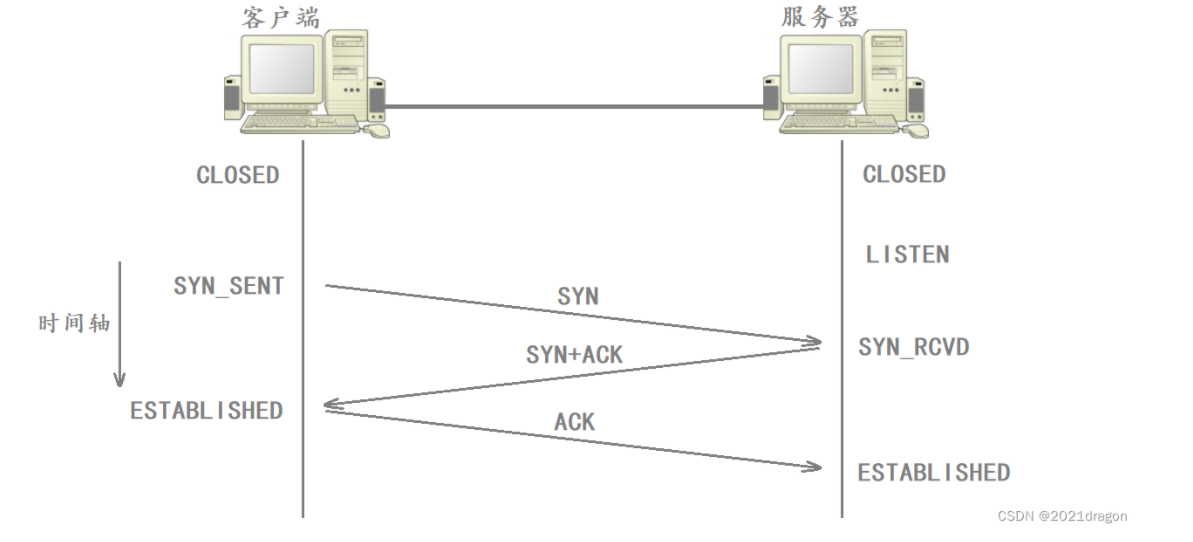 客户端
服务器
CLOSED
CLOSED
LISTEN
SYN_SENT
SYN
时间轴
SYN_RCVD
SYN+ACK
ESTABLISHED
ACK
ESTABLISHED
CSDN @2021dragon